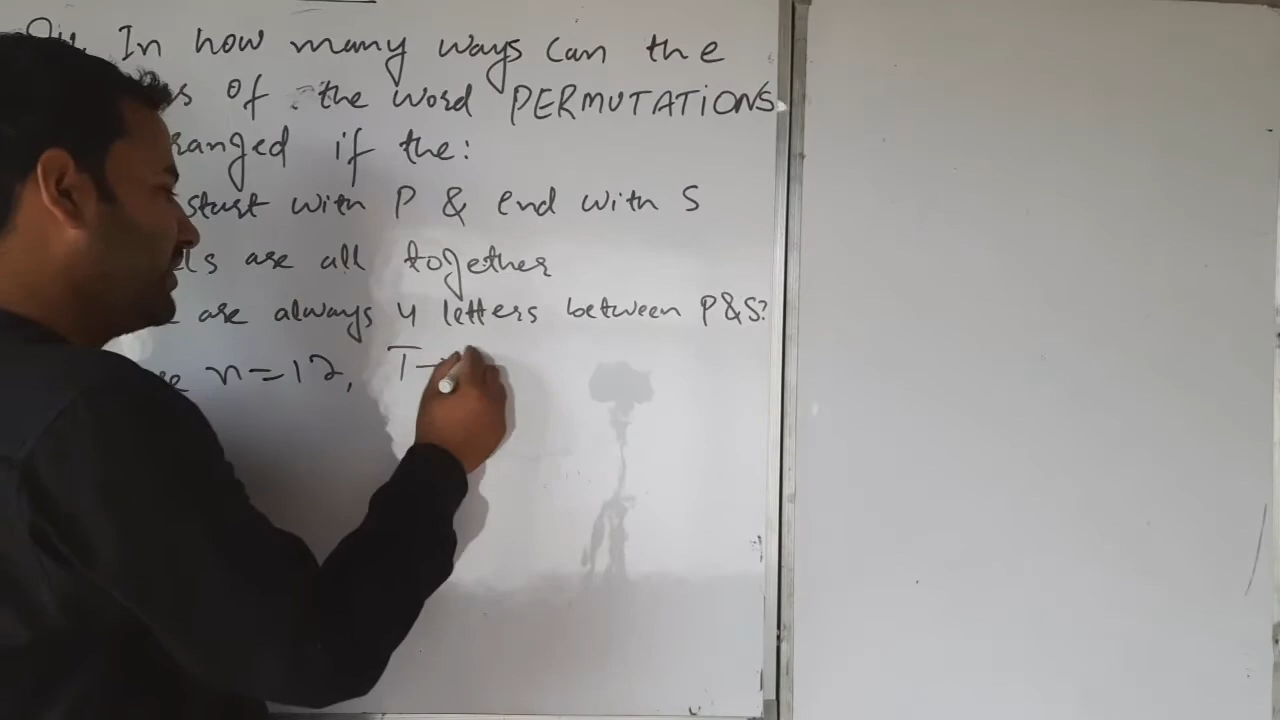 In how many ways can the
of the word PERMUTATIONS
ranged if the:
start with P & end with S
ls are all together
are always 4 letters between P&S?
n=12, T